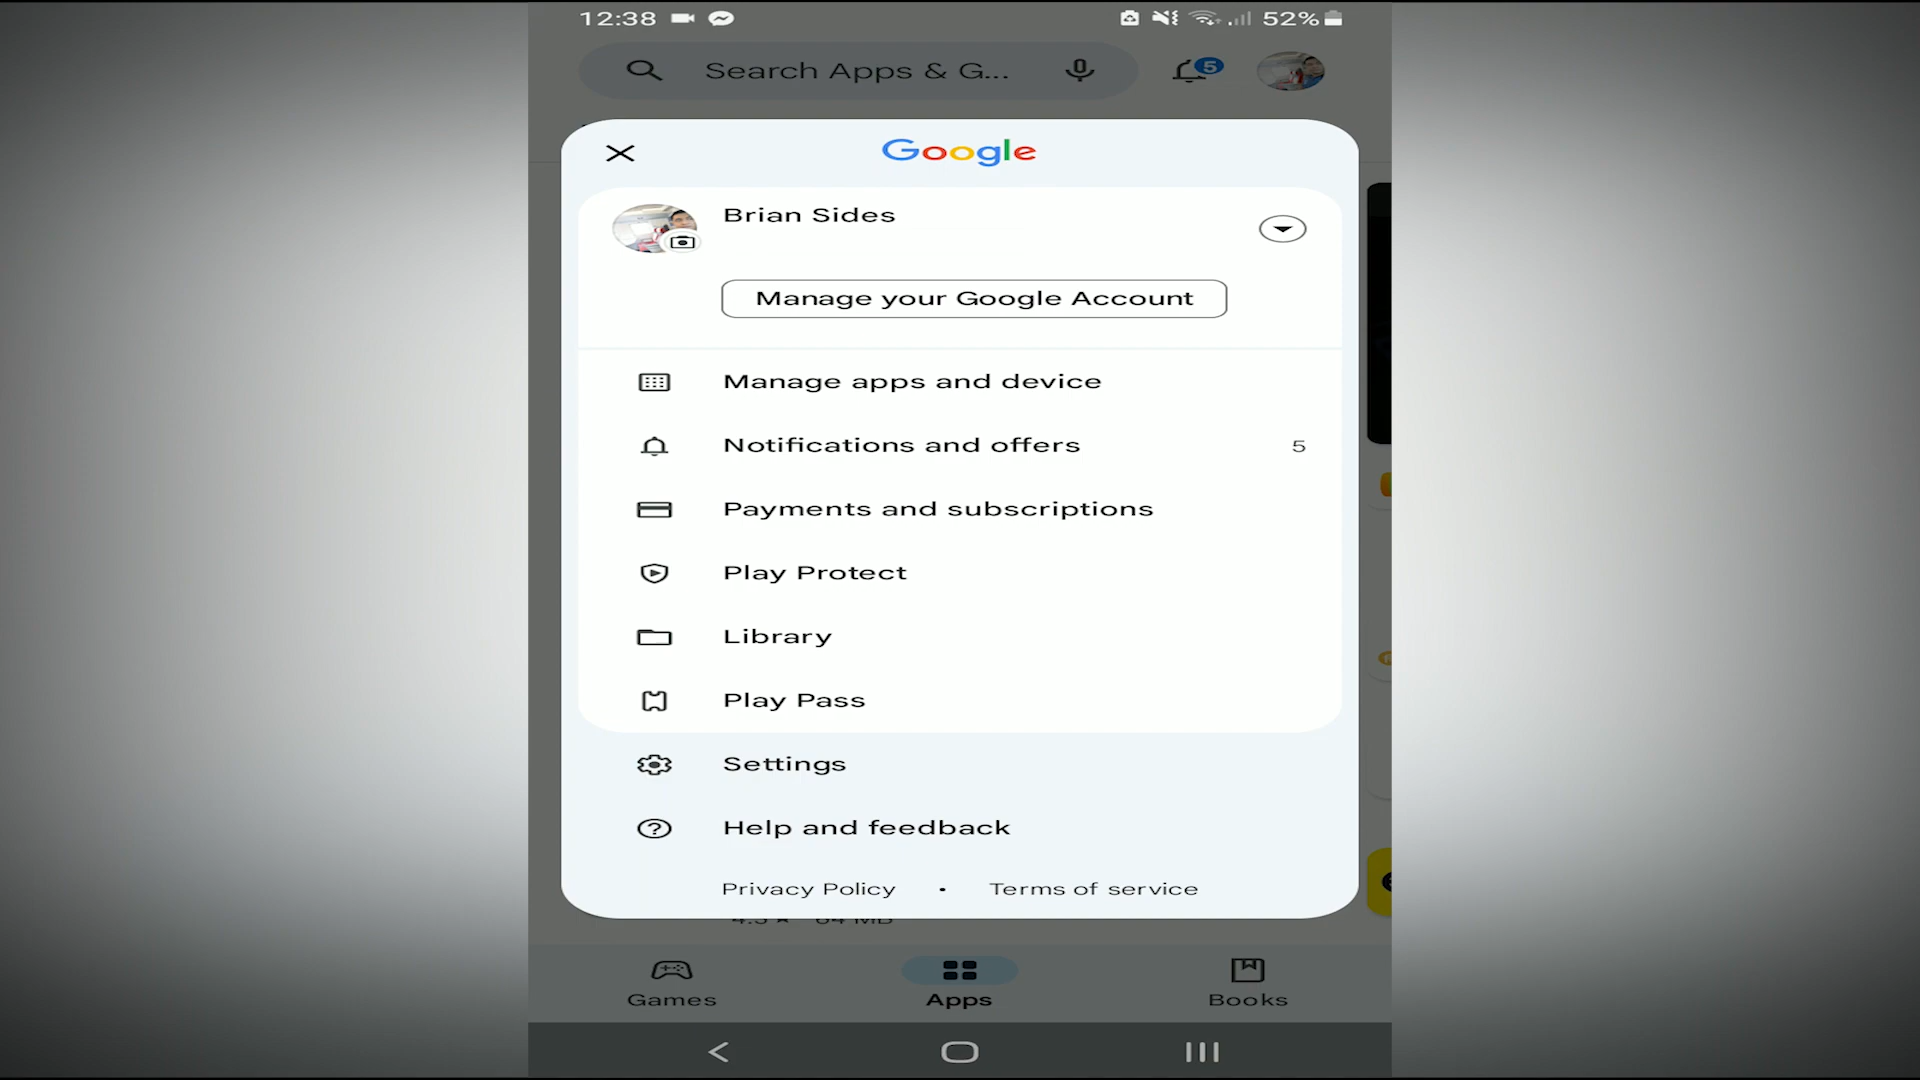 12:38 52%
Search Apps & G... 5
Google
Brian Sides
Manage your Google Account
Manage apps and device
Notifications and offers 5
Payments and subscriptions
Play Protect
Library
Play Pass
Settings
Help and feedback
Privacy Policy • Terms of service
Games Apps Books